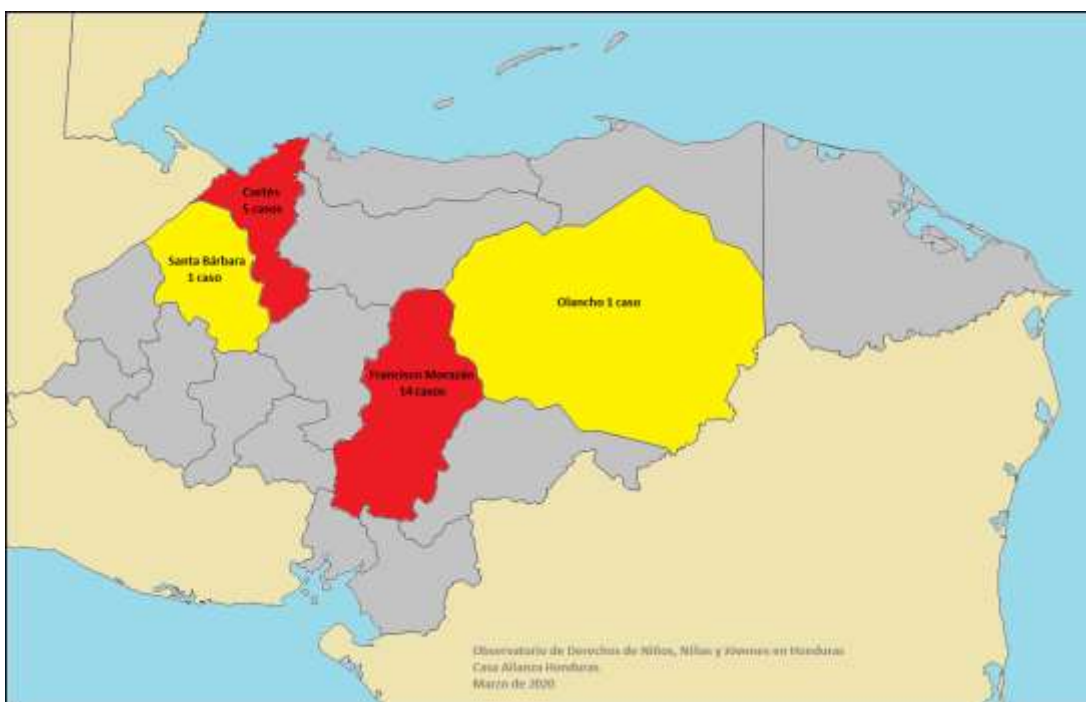 Cortés
5 casos
Santa Bárbara
1 caso
Olancho 1 caso
Francisco Morazán
14 casos
Observatorio de Derechos de Niños, Niñas y Jóvenes en Honduras
Casa Alianza Honduras
Marzo de 2020